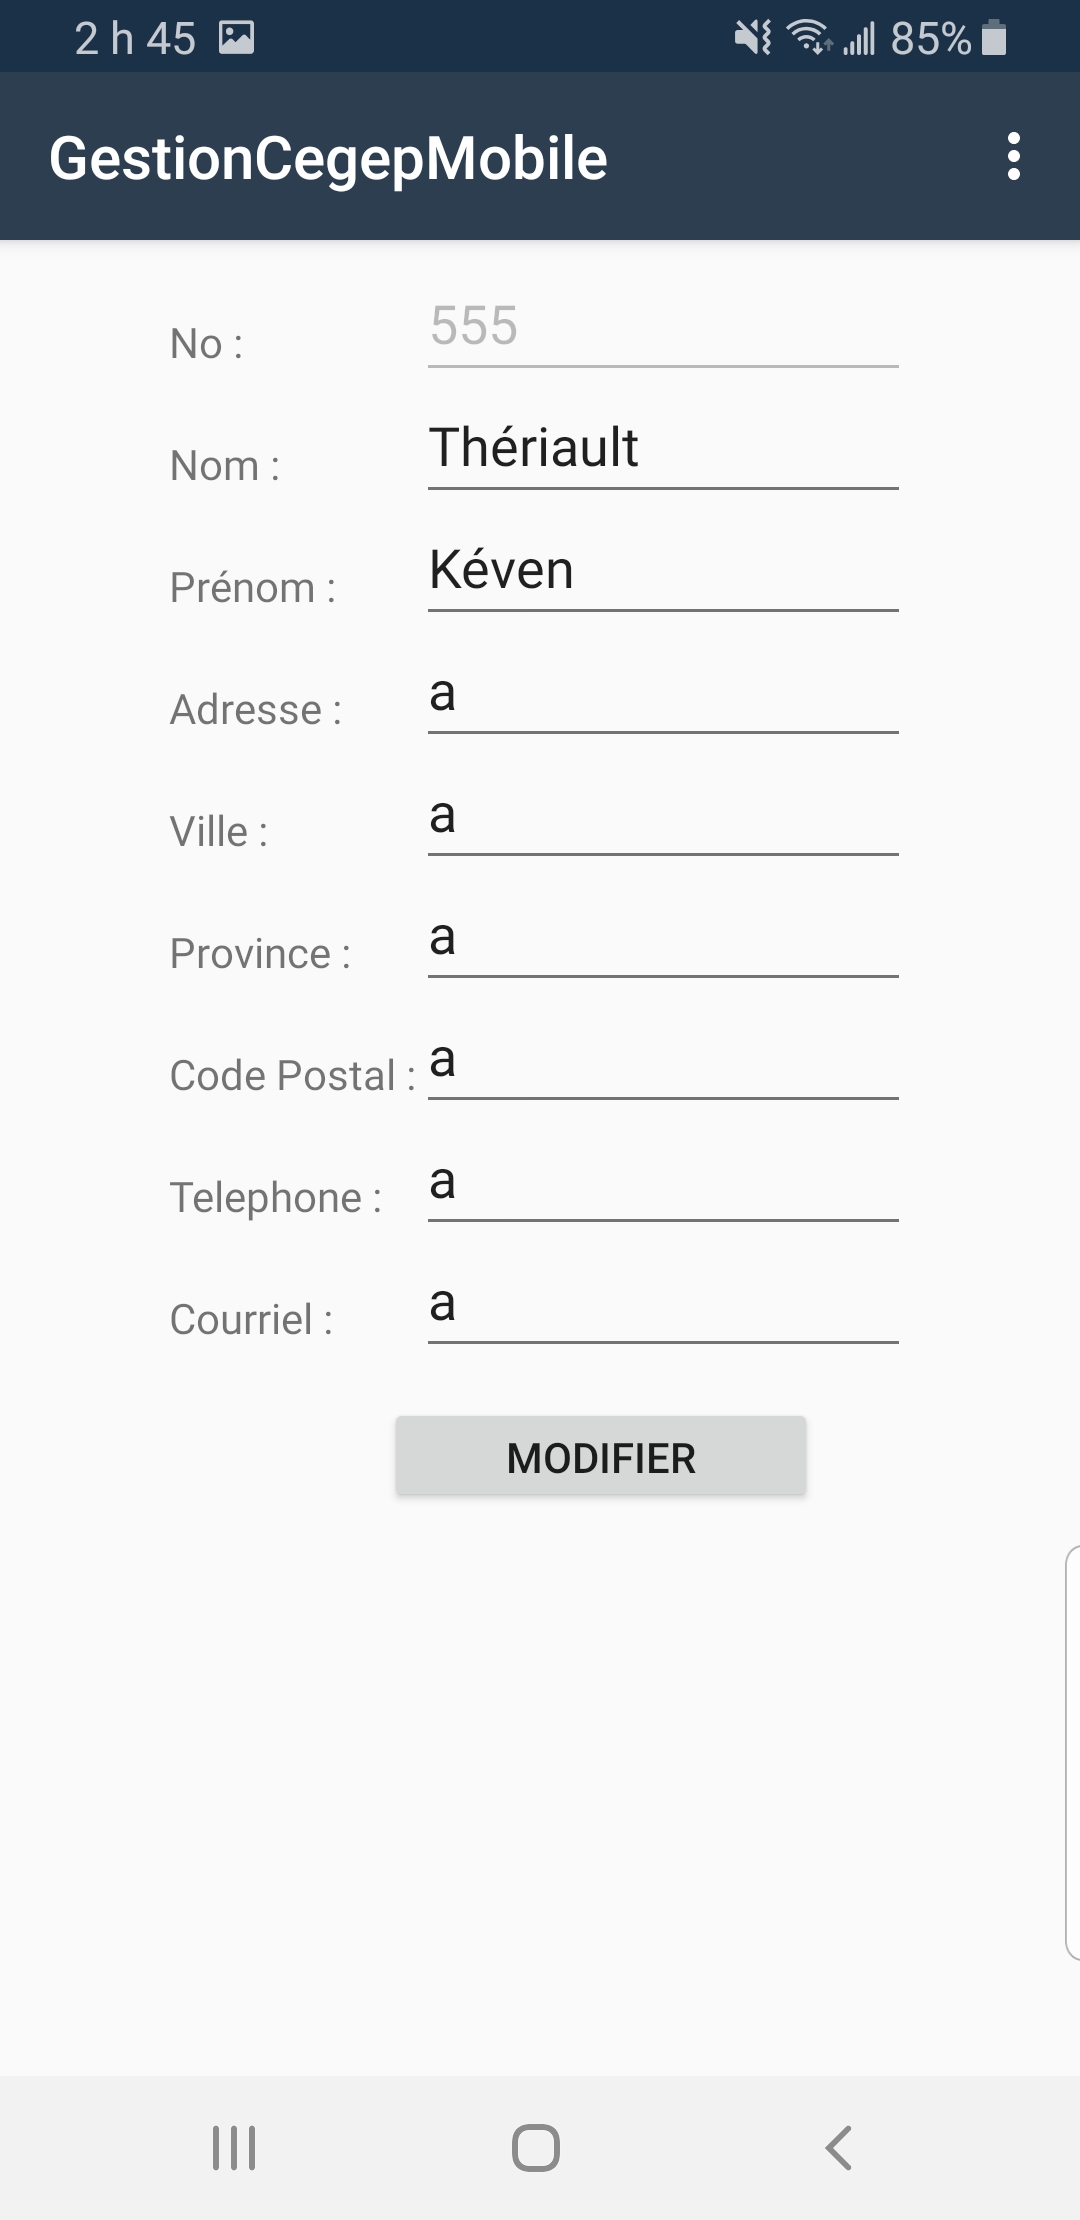 2 h 45 85%
GestionCegepMobile
No : 555
Nom : Thériault
Prénom : Kéven
Adresse : a
Ville : a
Province : a
Code Postal : a
Telephone : a
Courriel : a
MODIFIER